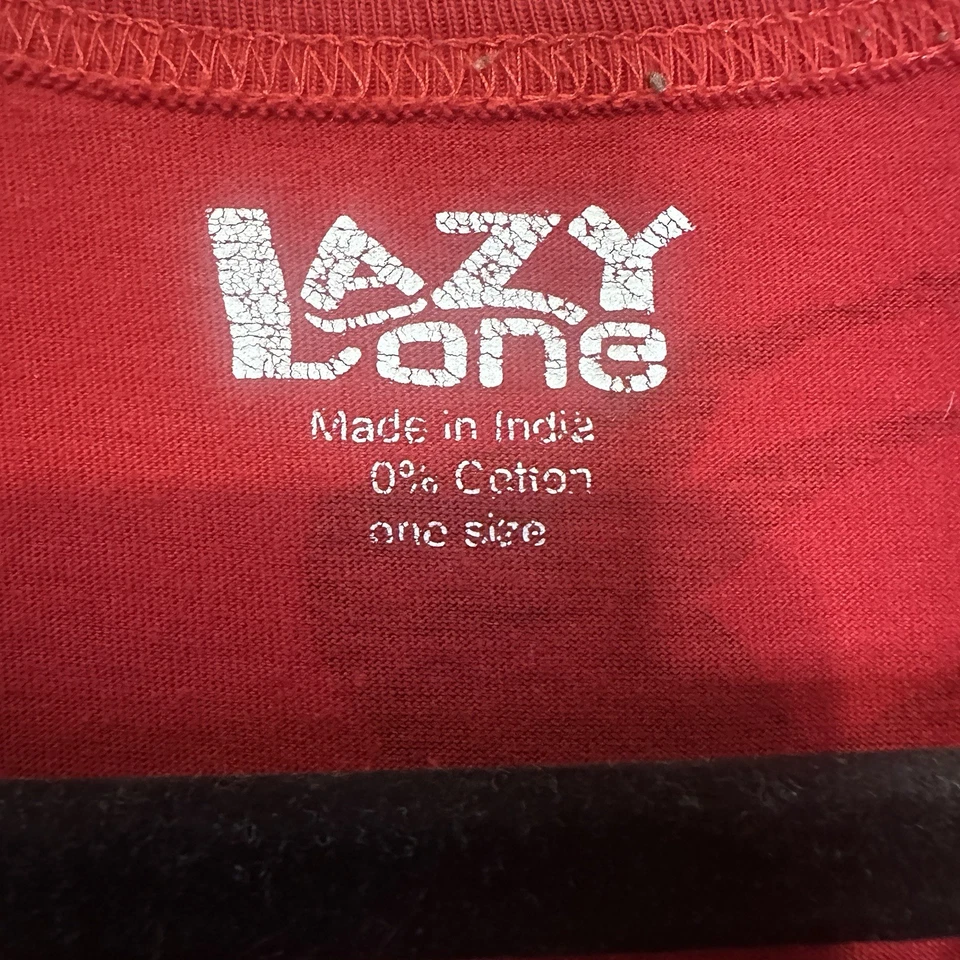 LAZY
one
Made in India
0% Cotton
one size